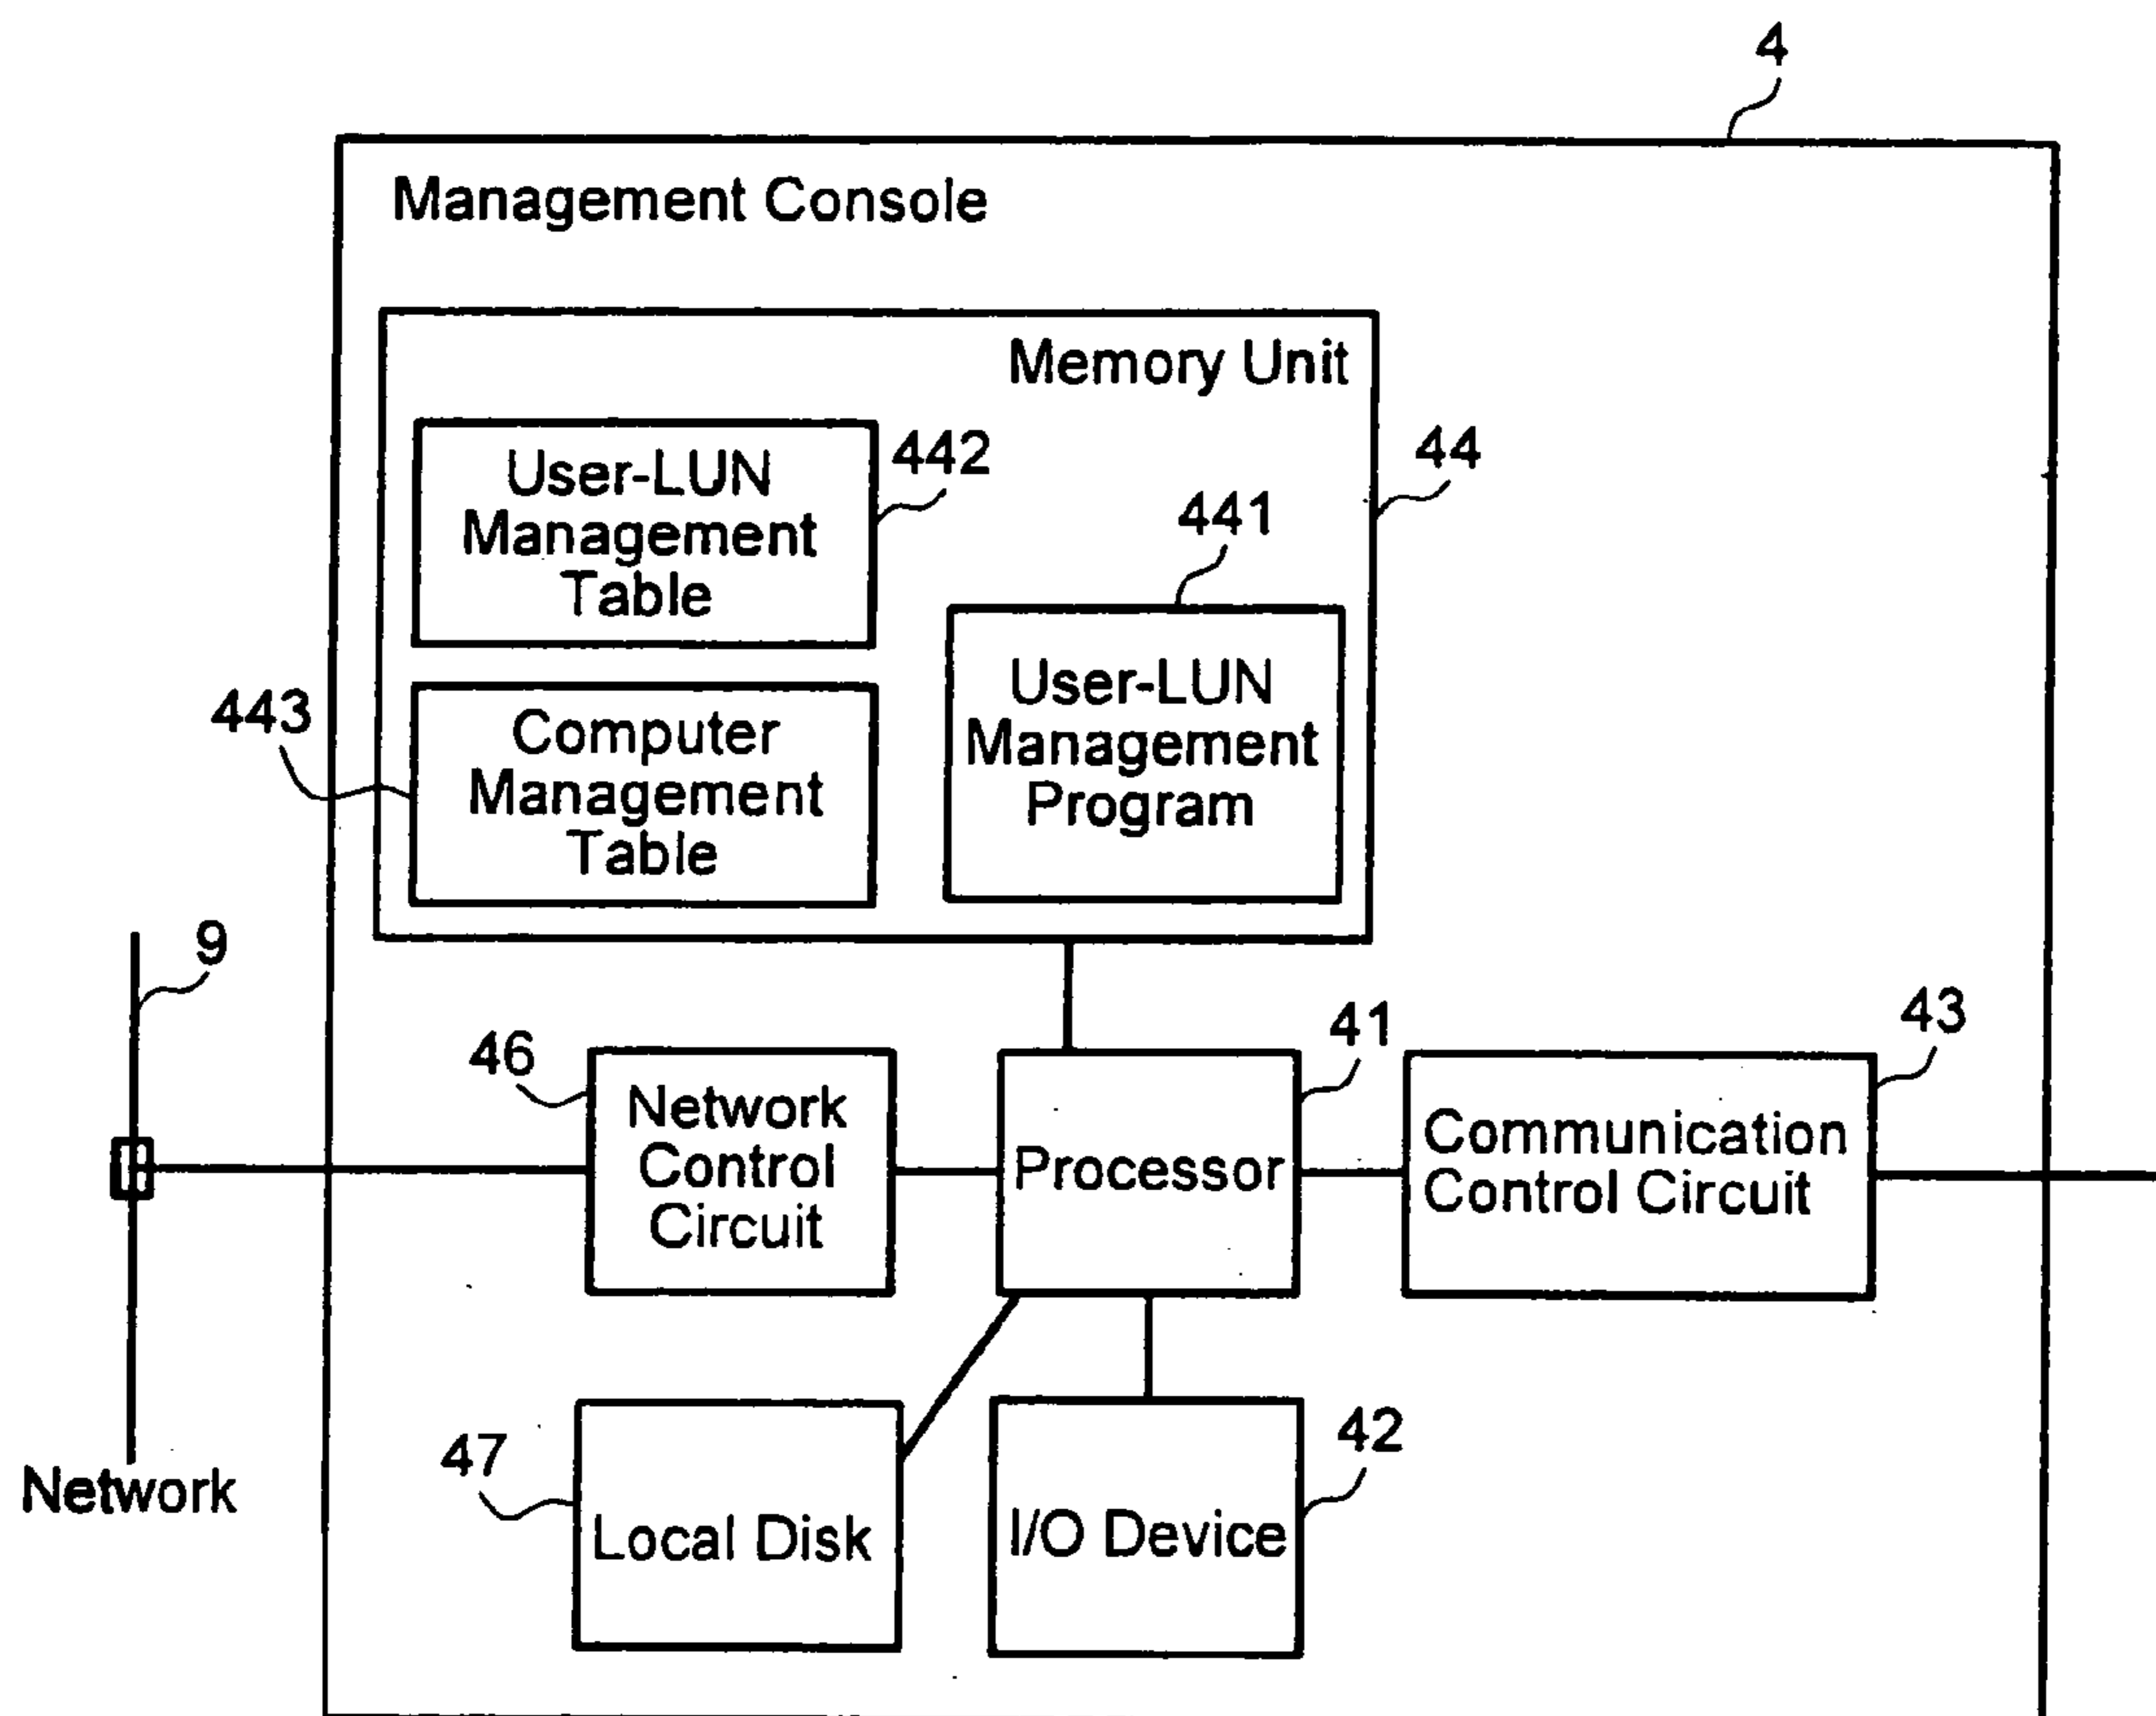 4
Management Console
Memory Unit
442
44
User-LUN
Management
Table
441
443
Computer
Management
Table
User-LUN
Management
Program
9
46
41
43
Network
Control
Circuit
Processor
Communication
Control Circuit
47
42
Network
Local Disk
I/O Device